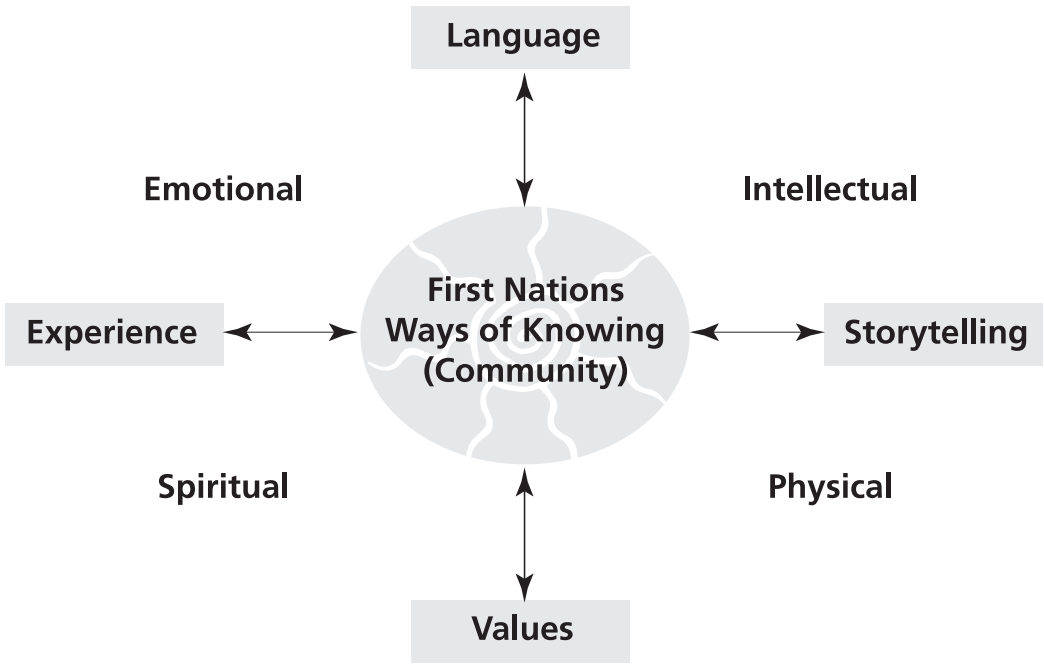 Language
Emotional
Intellectual
First Nations
Ways of Knowing
(Community)
Experience
Storytelling
Spiritual
Physical
Values